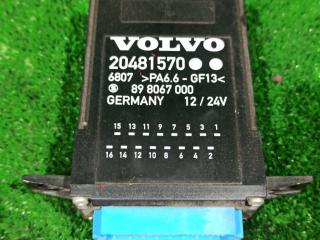 VOLVO
20481570
6807 >PA6.6-GF13<
Ⓢ 89 8067 000
GERMANY 12/24V
15 13 11 9 7 5 3 1
16 14 12 10 8 6 4 2